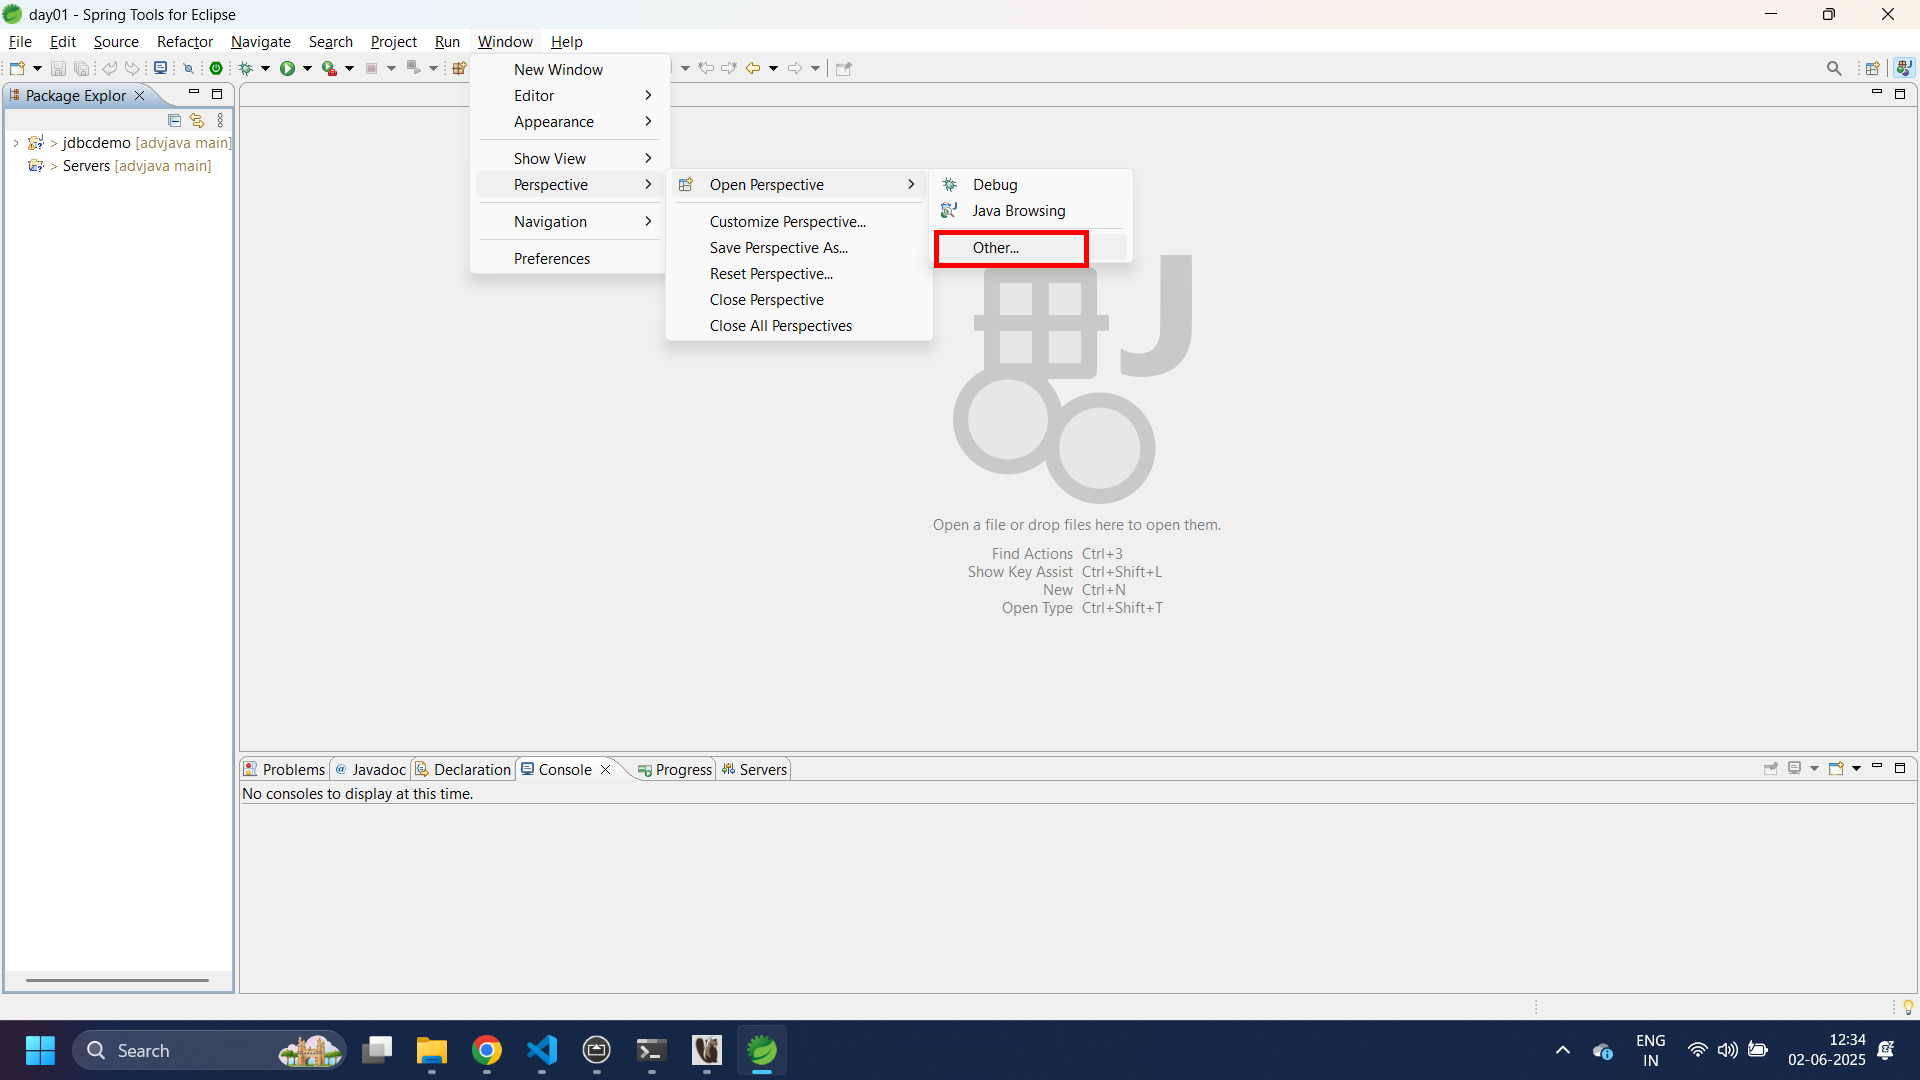 day01 - Spring Tools for Eclipse
File Edit Source Refactor Navigate Search Project Run Window Help
Package Explor
> jdbcdemo [advjava main]
> Servers [advjava main]
New Window
Editor
Appearance
Show View
Perspective
Navigation
Preferences
Open Perspective
Customize Perspective...
Save Perspective As...
Reset Perspective...
Close Perspective
Close All Perspectives
Debug
Java Browsing
Other...
Open a file or drop files here to open them.
Find Actions Ctrl+3
Show Key Assist Ctrl+Shift+L
New Ctrl+N
Open Type Ctrl+Shift+T
Problems @ Javadoc Declaration Console Progress Servers
No consoles to display at this time.
Search
ENG
IN
12:34
02-06-2025